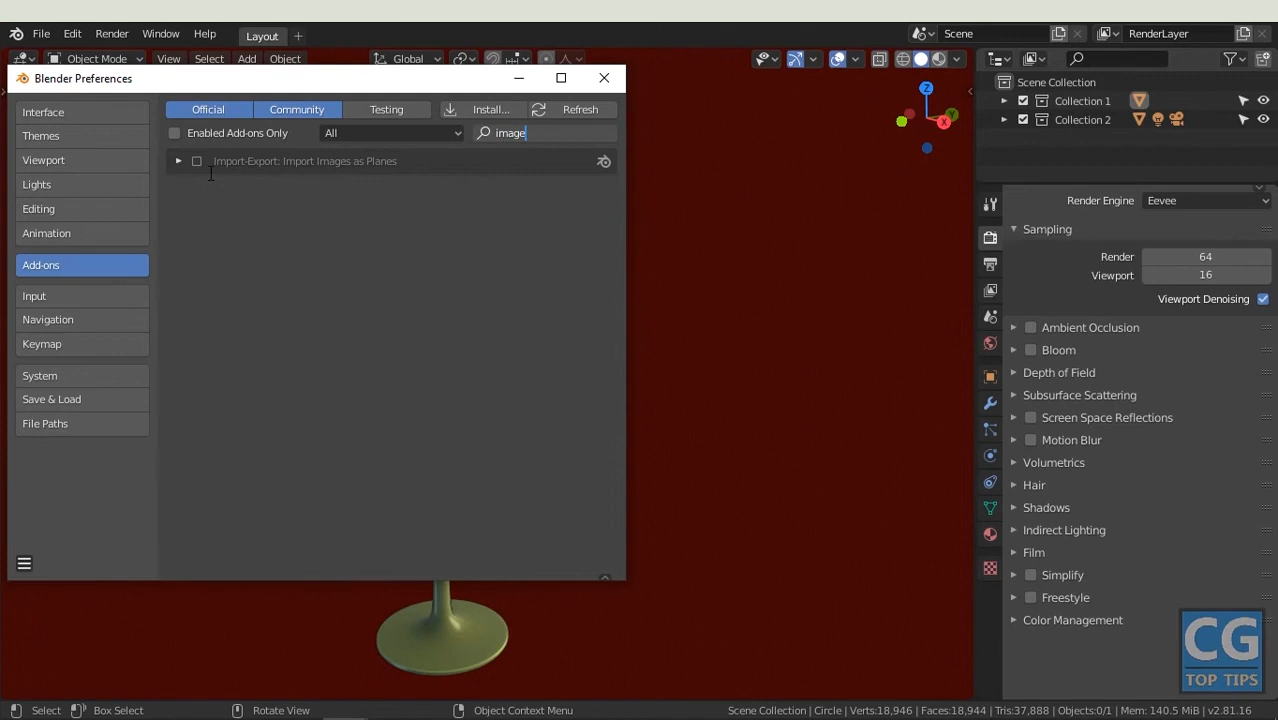 File Edit Render Window Help Layout Scene RenderLayer
Object Mode View Select Add Object Global
Blender Preferences
Scene Collection
Collection 1
Collection 2
Interface
Themes
Viewport
Lights
Editing
Animation
Add-ons
Input
Navigation
Keymap
System
Save & Load
File Paths
Official Community Testing Install... Refresh
Enabled Add-ons Only All image
Import-Export: Import Images as Planes
Z
Y
X
Render Engine Eevee
Sampling
Render 64
Viewport 16
Viewport Denoising
Ambient Occlusion
Bloom
Depth of Field
Subsurface Scattering
Screen Space Reflections
Motion Blur
Volumetrics
Hair
Shadows
Indirect Lighting
Film
Simplify
Freestyle
Color Management
CG
TOP TIPS
Select Box Select Rotate View Object Context Menu Scene Collection | Circle | Verts:18,946 | Faces:18,944 | Tris:37,888 | Objects:0/1 | Mem: 140.5 MiB | v2.81.16